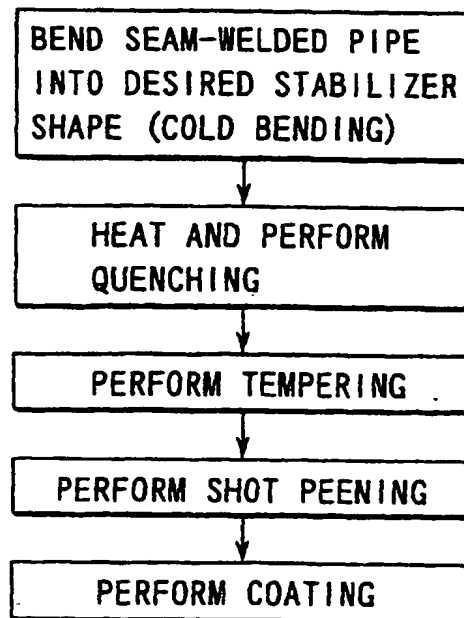 BEND SEAM-WELDED PIPE
INTO DESIRED STABILIZER
SHAPE (COLD BENDING)
HEAT AND PERFORM
QUENCHING
PERFORM TEMPERING
PERFORM SHOT PEENING
PERFORM COATING